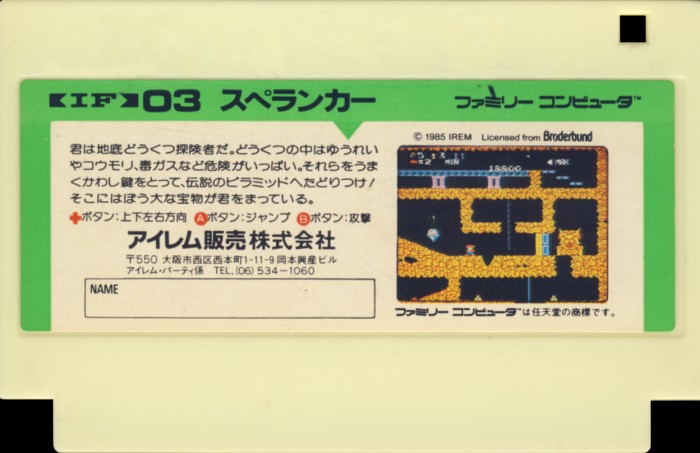 IF 03 スペランカー
ファミリー コンピュータ™
君は地底どうくつ探険者だ。どうくつの中はゆうれい
やコウモリ、毒ガスなど危険がいっぱい。それらをうま
くかわし鍵をとって、伝説のピラミッドへたどりつけ!
そこにはぼう大な宝物が君をまっている。
ボタン:上下左右方向 Aボタン:ジャンプ Bボタン:攻撃
アイレム販売株式会社
〒550 大阪市西区西本町1-11-9 岡本興産ビル
アイレム・パーティ係 TEL.(06)534-1060
NAME
© 1985 IREM Licensed from Brøderbund
MIN
18800
ファミリー コンピュータ™は任天堂の商標です。